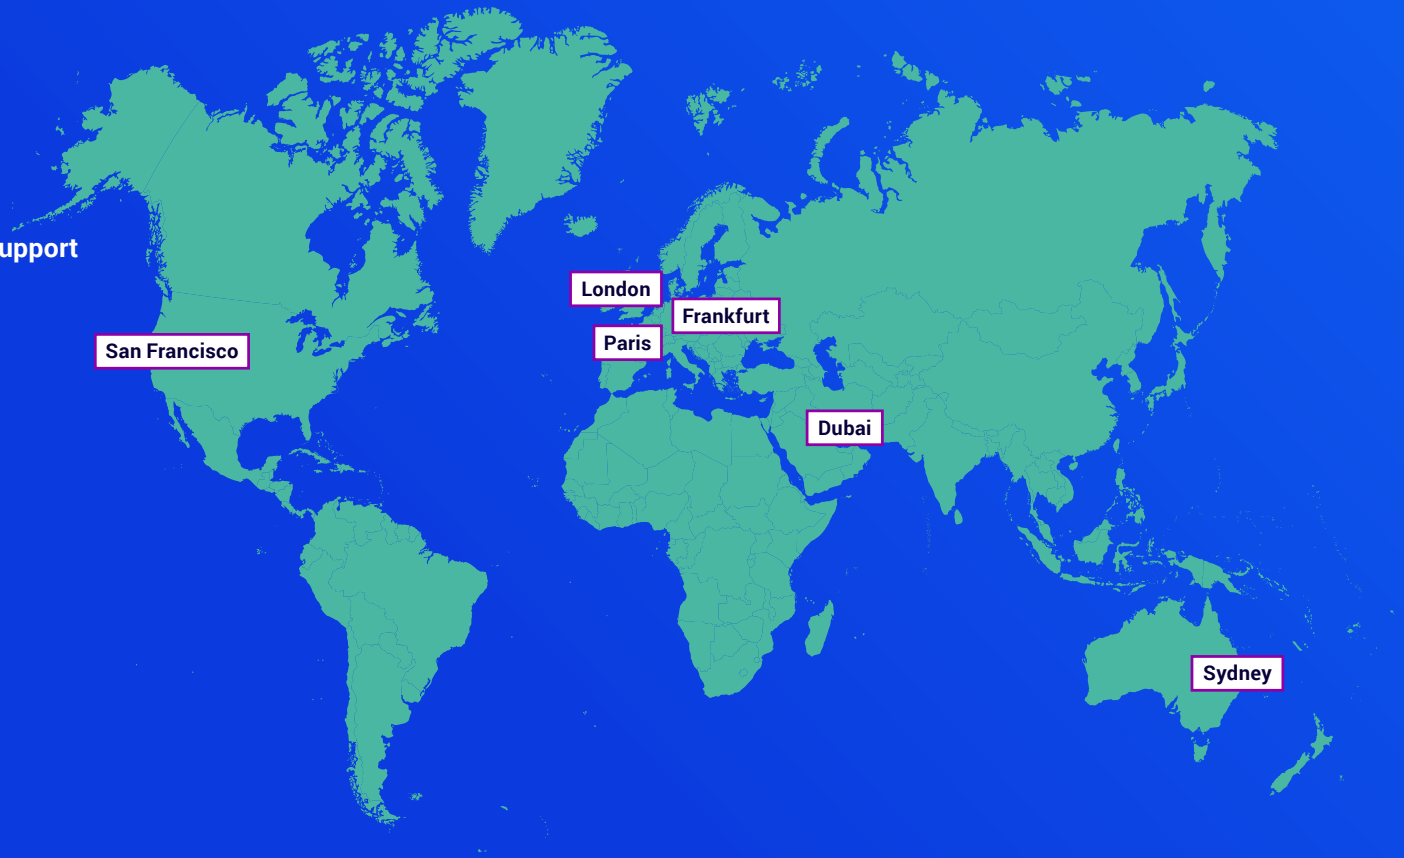 upport
London
Frankfurt
Paris
San Francisco
Dubai
Sydney